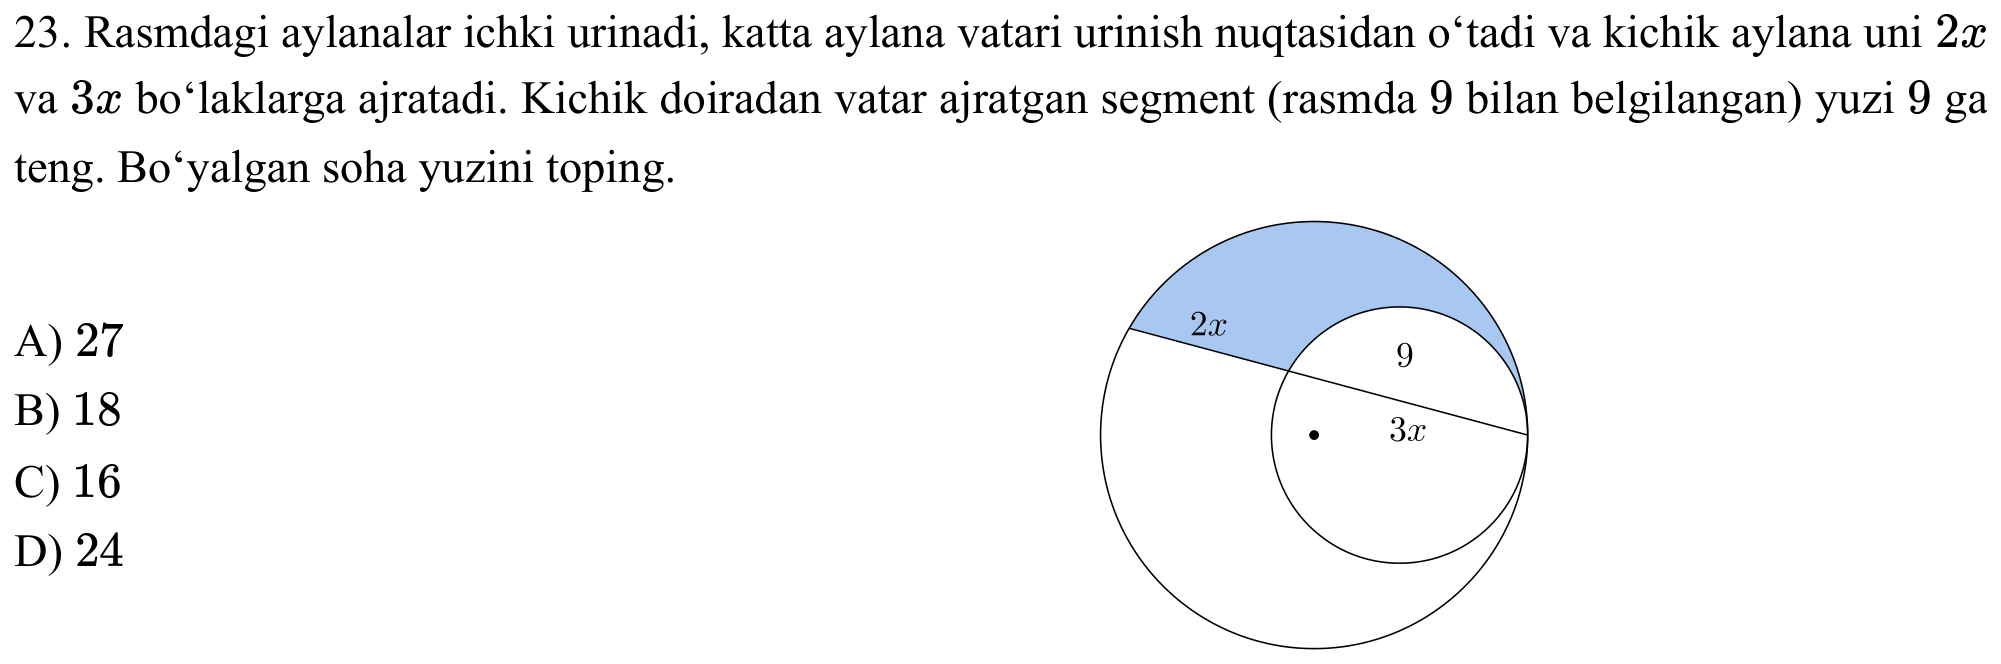 23. Rasmdagi aylanalar ichki urinadi, katta aylana vatari urinish nuqtasidan o‘tadi va kichik aylana uni 2x
va 3x bo‘laklarga ajratadi. Kichik doiradan vatar ajratgan segment (rasmda 9 bilan belgilangan) yuzi 9 ga
teng. Bo‘yalgan soha yuzini toping.
2x
9
3x
A) 27
B) 18
C) 16
D) 24